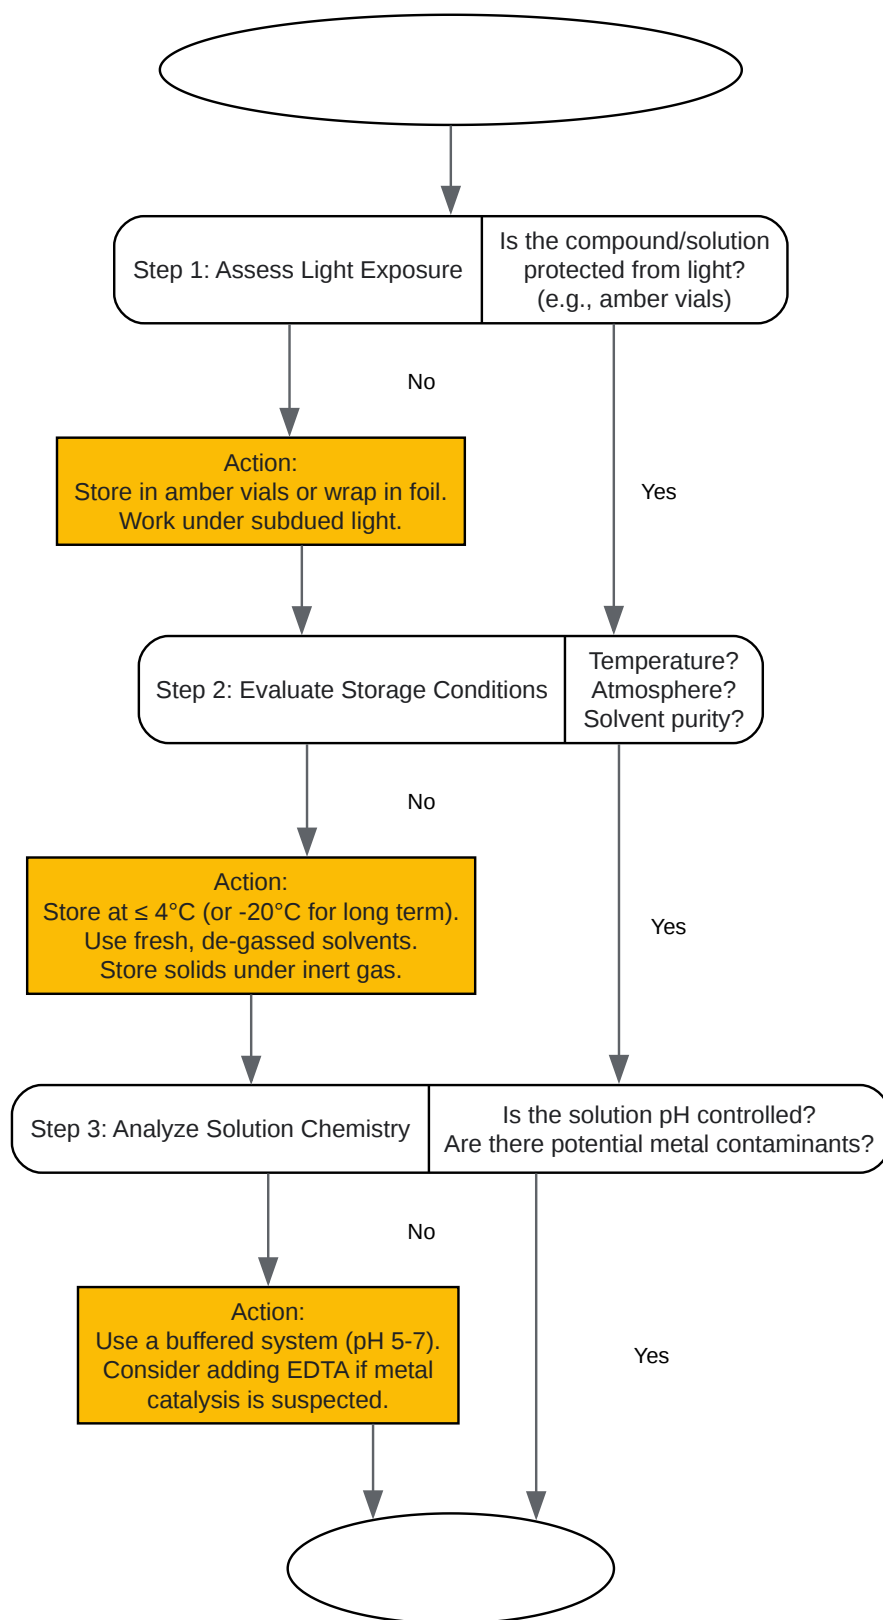 Step 1: Assess Light Exposure
Is the compound/solution
protected from light?
(e.g., amber vials)
No
Action:
Store in amber vials or wrap in foil.
Work under subdued light.
Yes
Step 2: Evaluate Storage Conditions
Temperature?
Atmosphere?
Solvent purity?
No
Action:
Store at ≤ 4°C (or -20°C for long term).
Use fresh, de-gassed solvents.
Store solids under inert gas.
Yes
Step 3: Analyze Solution Chemistry
Is the solution pH controlled?
Are there potential metal contaminants?
No
Action:
Use a buffered system (pH 5-7).
Consider adding EDTA if metal
catalysis is suspected.
Yes